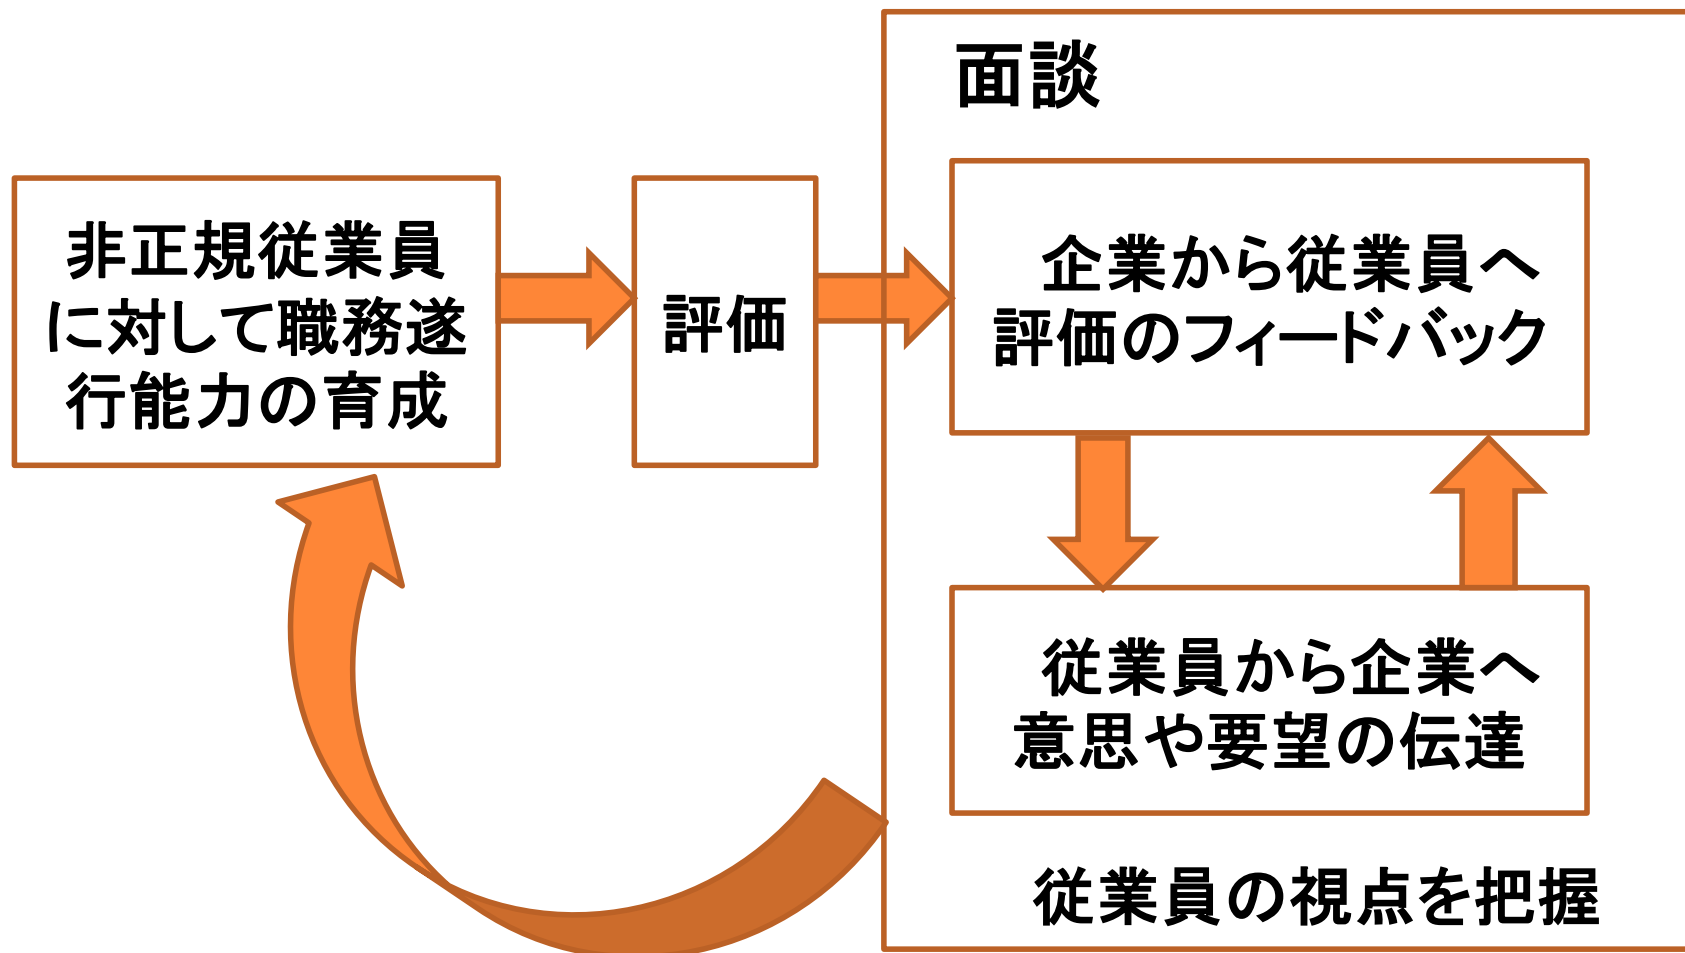 面談
非正規従業員
に対して職務遂
行能力の育成
評価
企業から従業員へ
評価のフィードバック
従業員から企業へ
意思や要望の伝達
従業員の視点を把握